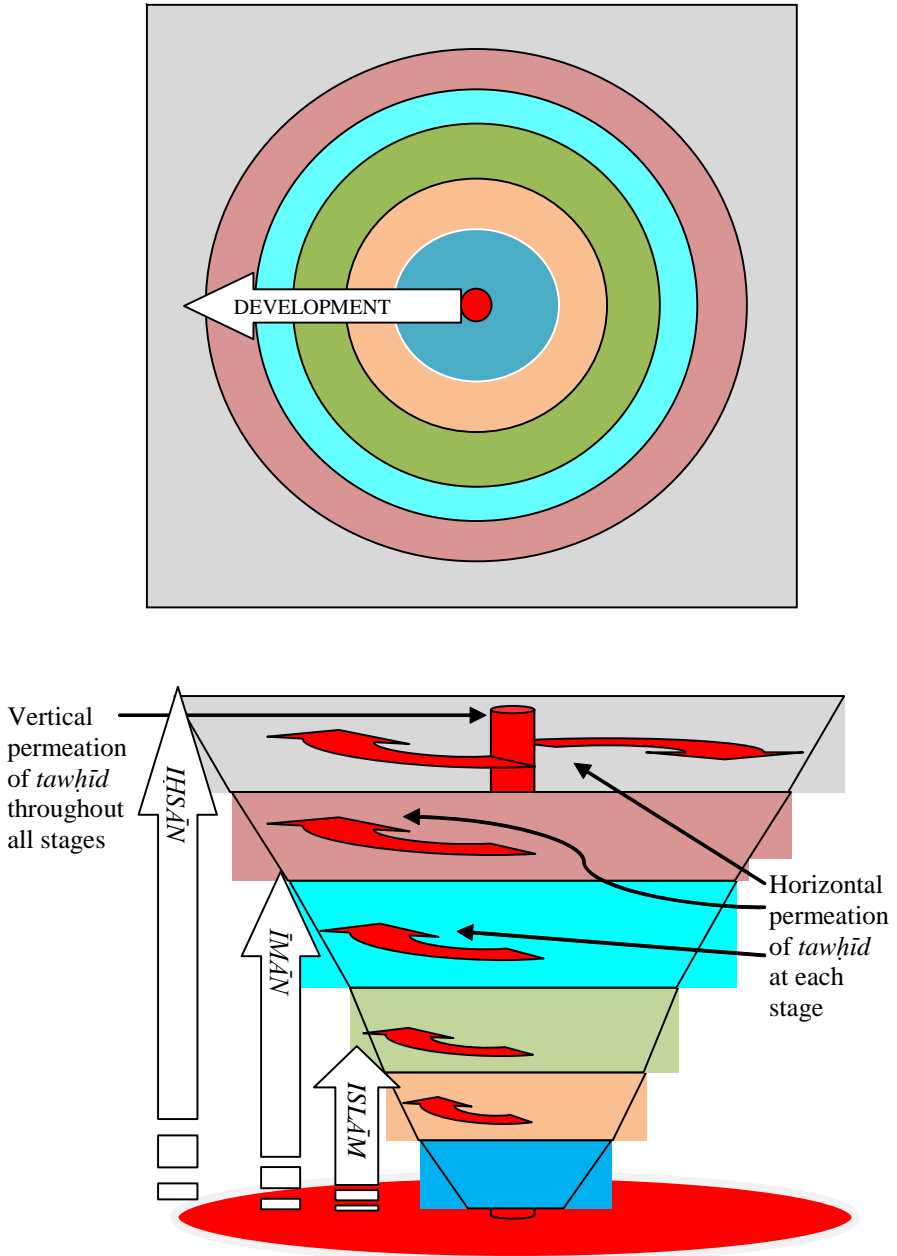 DEVELOPMENT
Vertical
permeation
of tawḥīd
throughout
all stages
IḤSĀN
ĪMĀN
ISLĀM
Horizontal
permeation
of tawḥīd
at each
stage